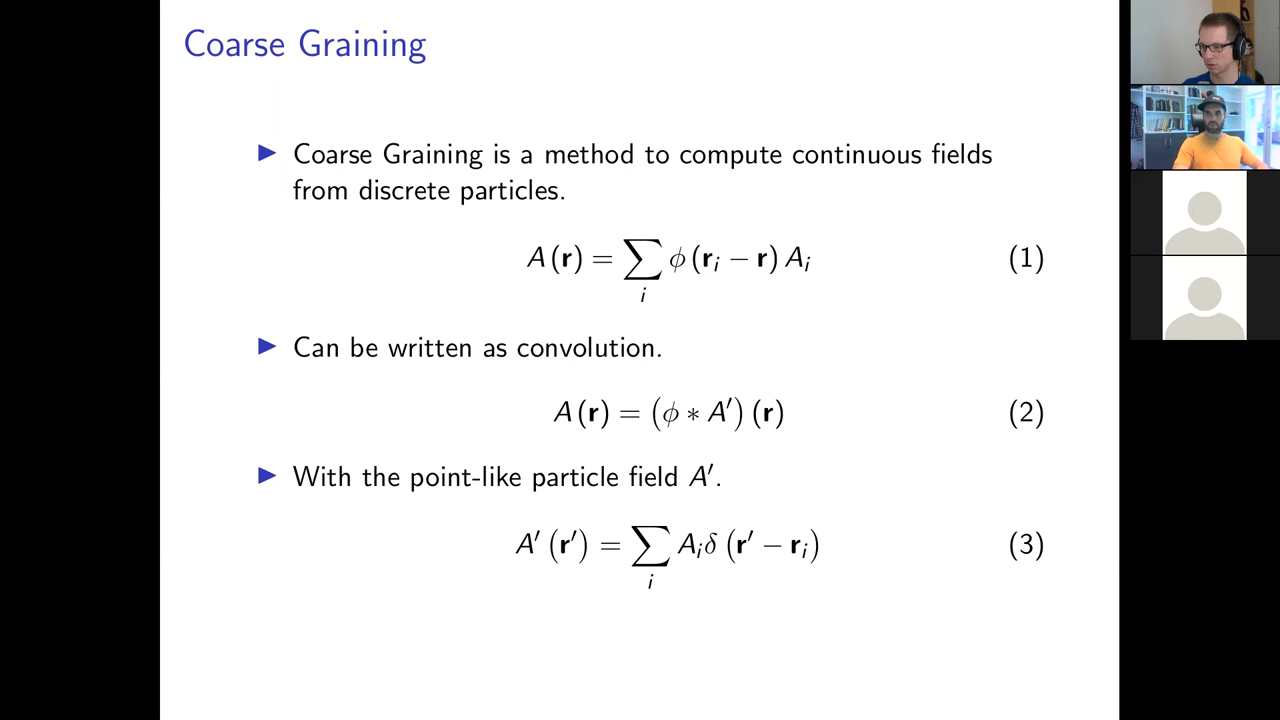 Coarse Graining
▶ Coarse Graining is a method to compute continuous fields
from discrete particles.
A(r) = ∑_i ϕ(r_i − r) A_i (1)
▶ Can be written as convolution.
A(r) = (ϕ ∗ A′)(r) (2)
▶ With the point-like particle field A′.
A′(r′) = ∑_i A_i δ(r′ − r_i) (3)